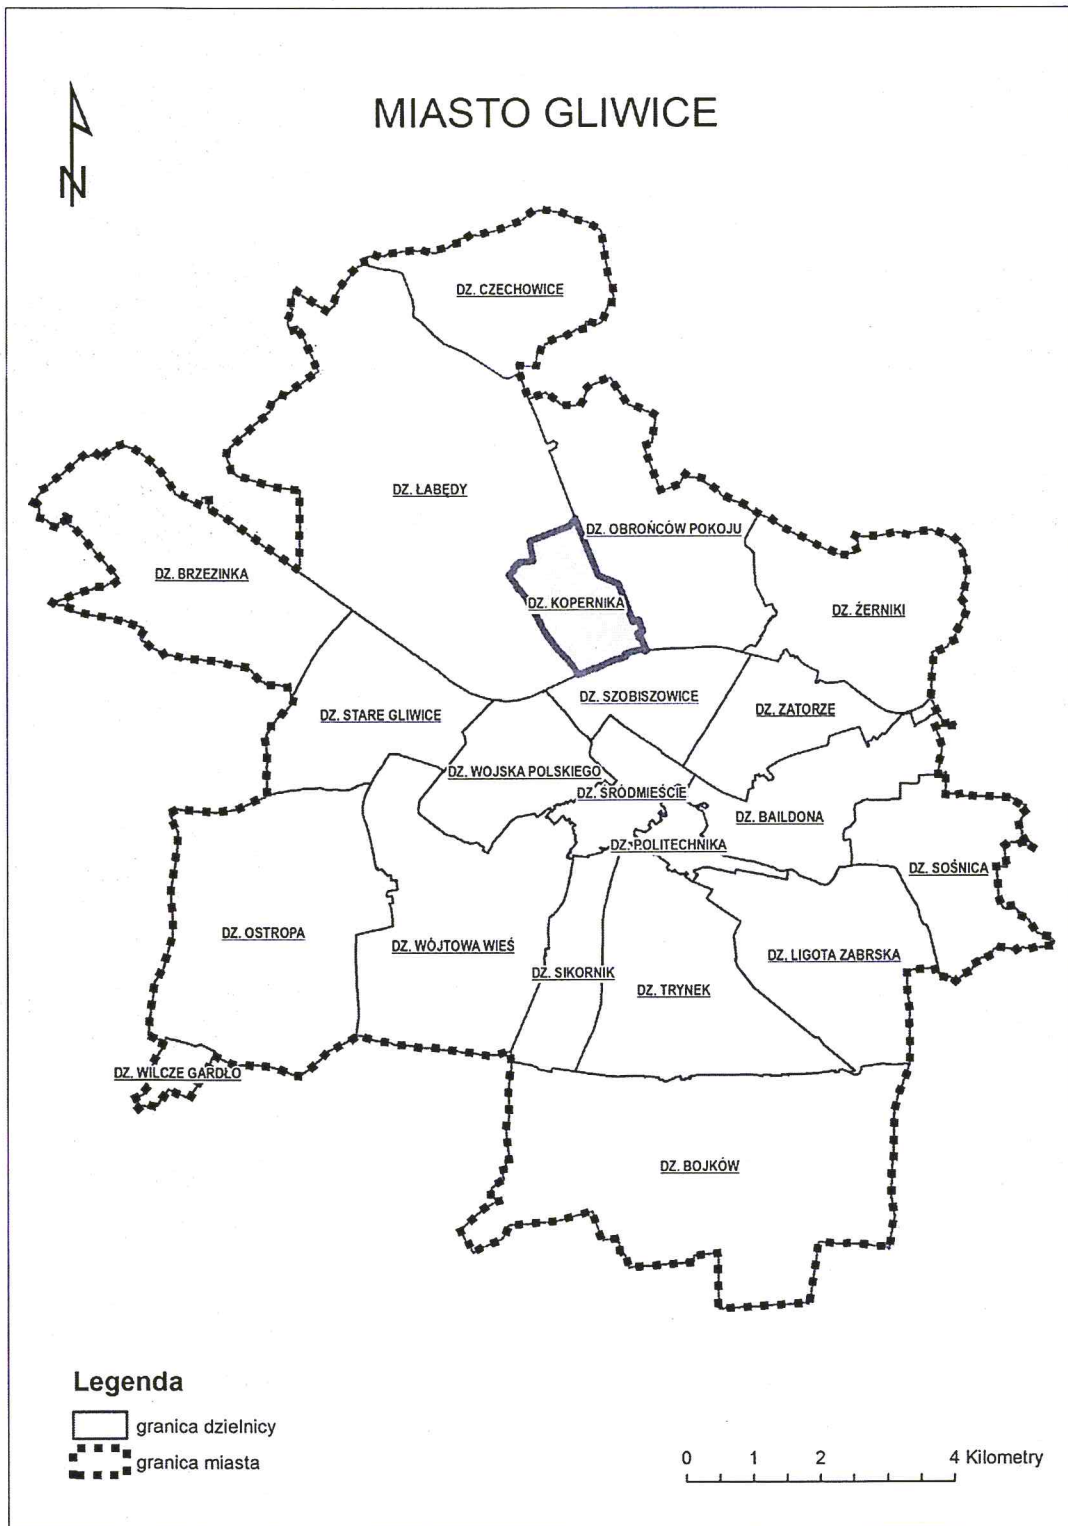 MIASTO GLIWICE
N
DZ. CZECHOWICE
DZ. ŁABĘDY
DZ. OBROŃCÓW POKOJU
DZ. BRZEZINKA
DZ. KOPERNIKA
DZ. ŻERNIKI
DZ. SZOBISZOWICE
DZ. STARE GLIWICE
DZ. ZATORZE
DZ. WOJSKA POLSKIEGO
DZ. ŚRÓDMIEŚCIE
DZ. BAILDONA
DZ. POLITECHNIKA
DZ. SOŚNICA
DZ. OSTROPA
DZ. WÓJTOWA WIEŚ
DZ. LIGOTA ZABRSKA
DZ. SIKORNIK
DZ. TRYNEK
DZ. WILCZE GARDŁO
DZ. BOJKÓW
Legenda
granica dzielnicy
granica miasta
0 1 2 4 Kilometry